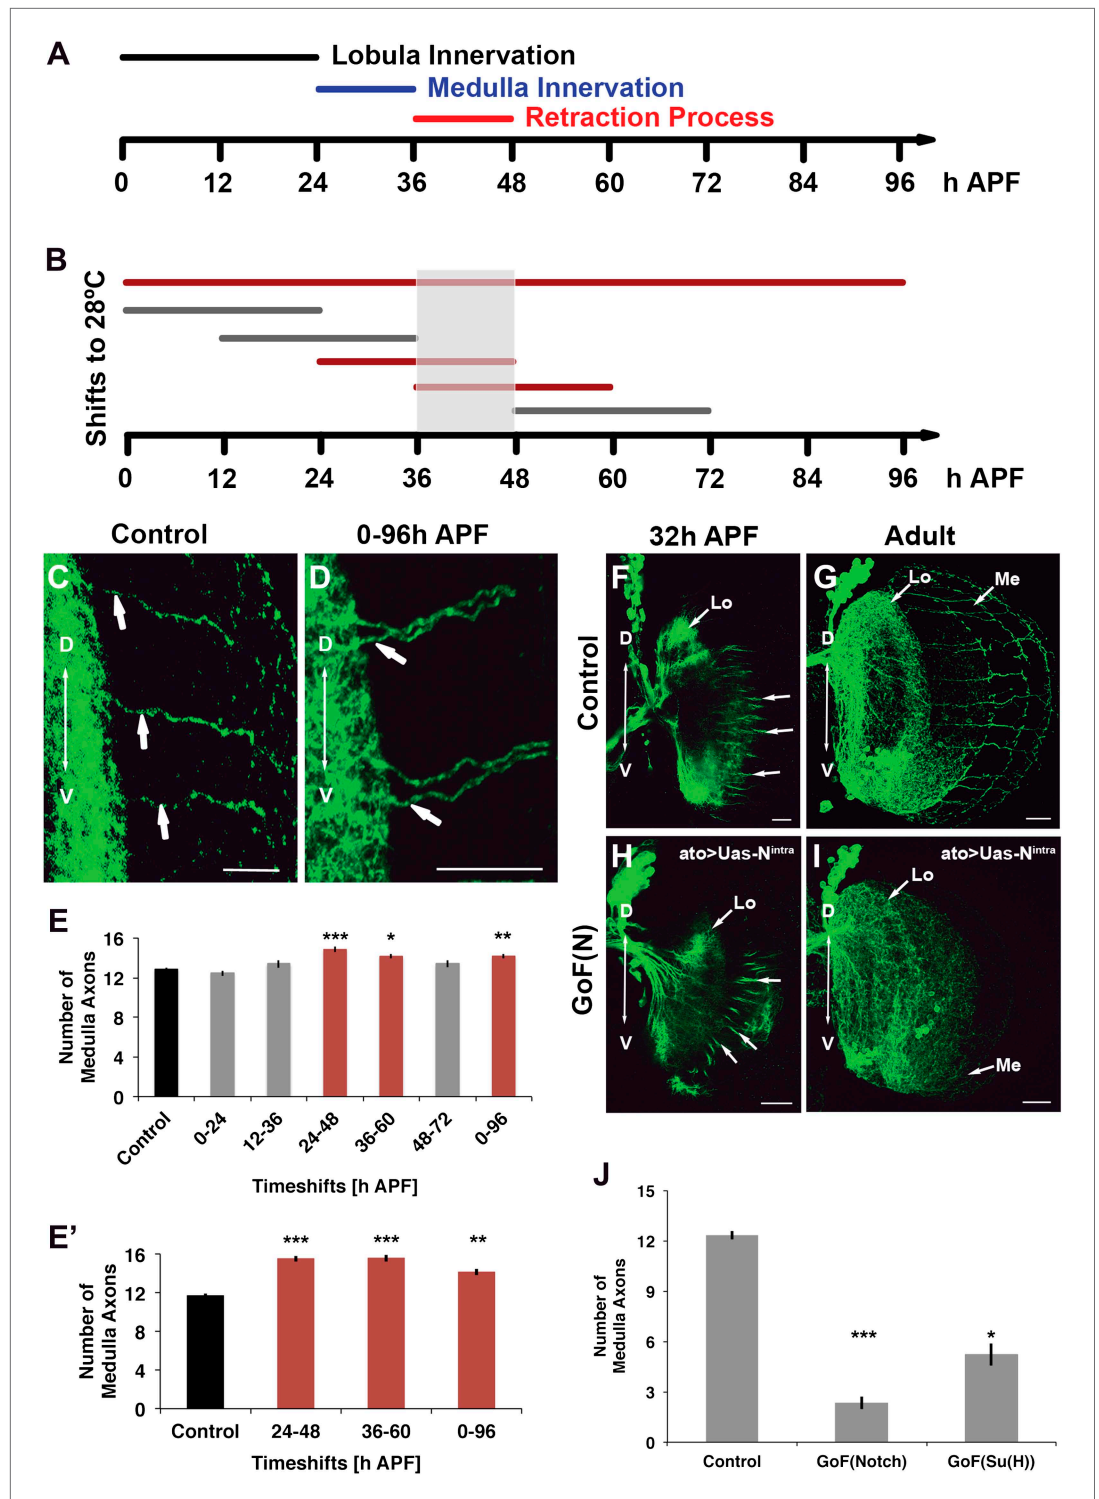 A
Lobula Innervation
Medulla Innervation
Retraction Process
0 12 24 36 48 60 72 84 96 h APF
B
Shifts to 28ºC
0 12 24 36 48 60 72 84 96 h APF
Control 0-96h APF
C D
D D
V V
32h APF Adult
Control
F G
Lo Lo Me
D D
V V
GoF(N)
H ato>Uas-Nintra I ato>Uas-Nintra
Lo Lo
D D
V V
Me
E
Number of
Medulla Axons
16
12
8
4
0
*** * **
Control 0-24 12-36 24-48 36-60 48-72 0-96
Timeshifts [h APF]
E’
Number of
Medulla Axons
16
12
8
4
0
*** *** **
Control 24-48 36-60 0-96
Timeshifts [h APF]
J
Number of
Medulla Axons
15
12
9
6
3
0
*** *
Control GoF(Notch) GoF(Su(H))